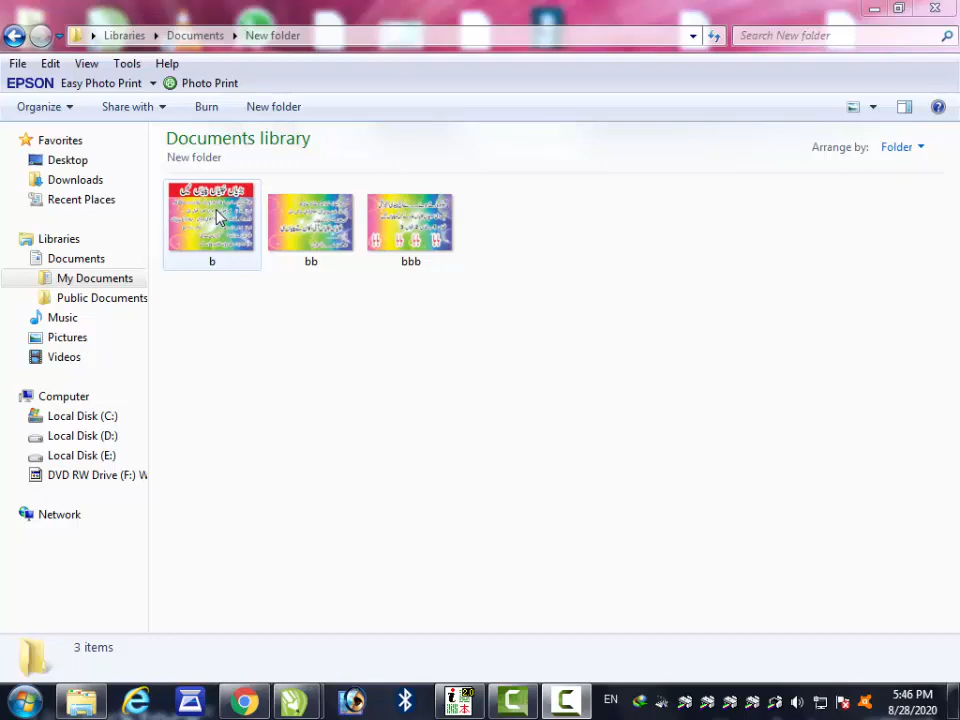 Libraries ▸ Documents ▸ New folder
Search New folder
File Edit View Tools Help
EPSON Easy Photo Print Photo Print
Organize Share with Burn New folder
Documents library
New folder
Arrange by: Folder
Favorites
Desktop
Downloads
Recent Places
Libraries
Documents
My Documents
Public Documents
Music
Pictures
Videos
Computer
Local Disk (C:)
Local Disk (D:)
Local Disk (E:)
DVD RW Drive (F:) W
Network
b bb bbb
3 items
EN
5:46 PM
8/28/2020